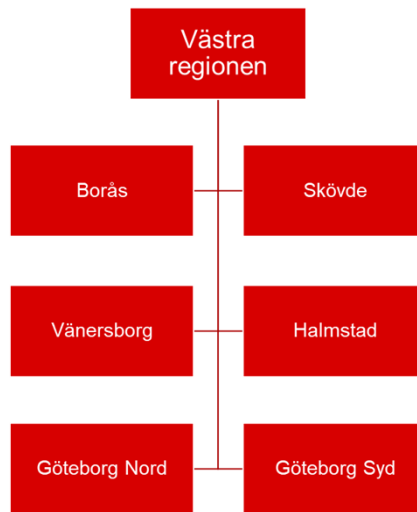 Västra
regionen
Borås
Skövde
Vänersborg
Halmstad
Göteborg Nord
Göteborg Syd